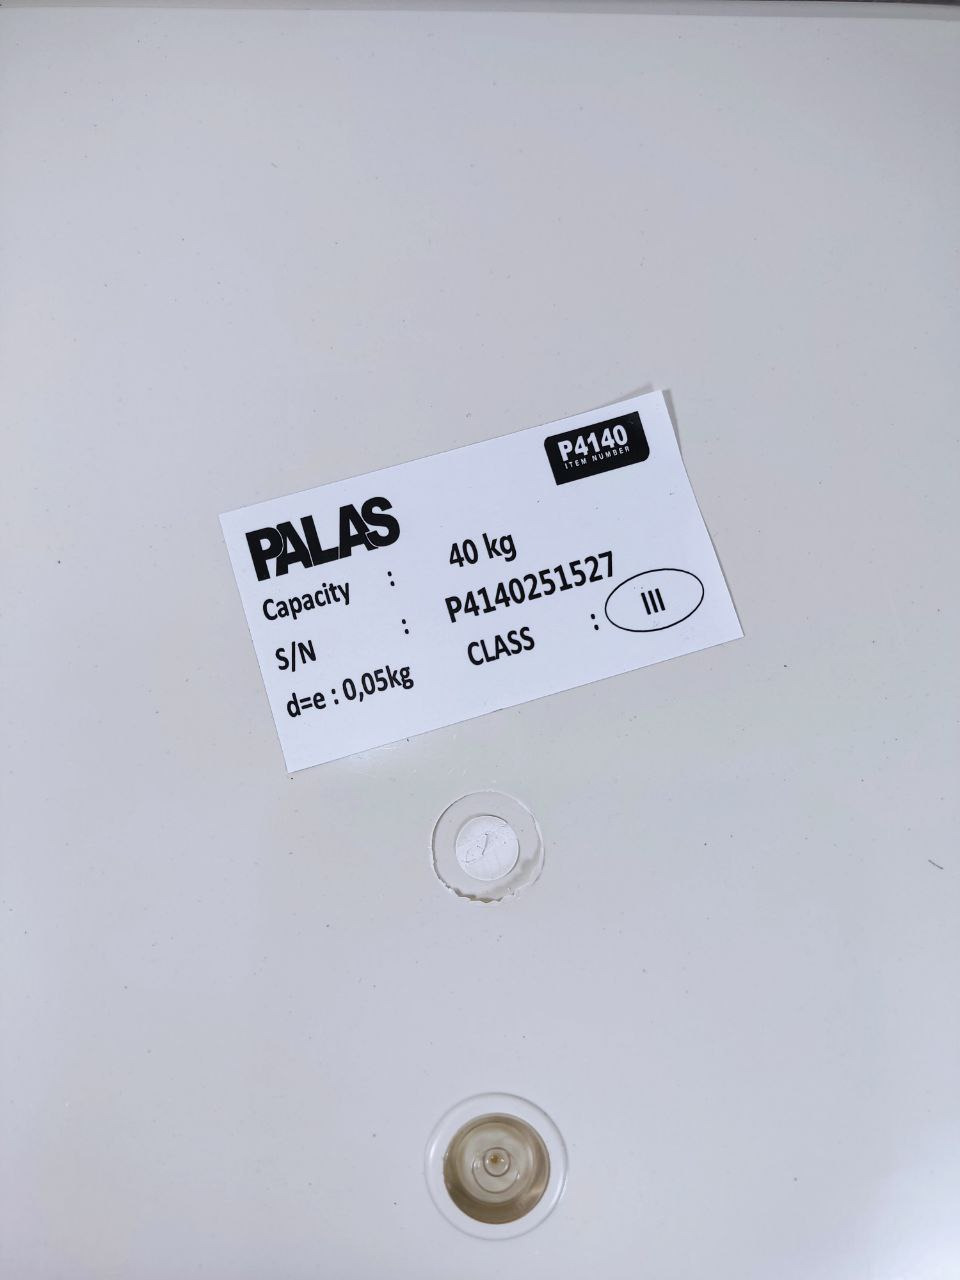 P4140
ITEM NUMBER
PALAS
Capacity : 40 kg
S/N : P4140251527
d=e : 0,05kg CLASS : III